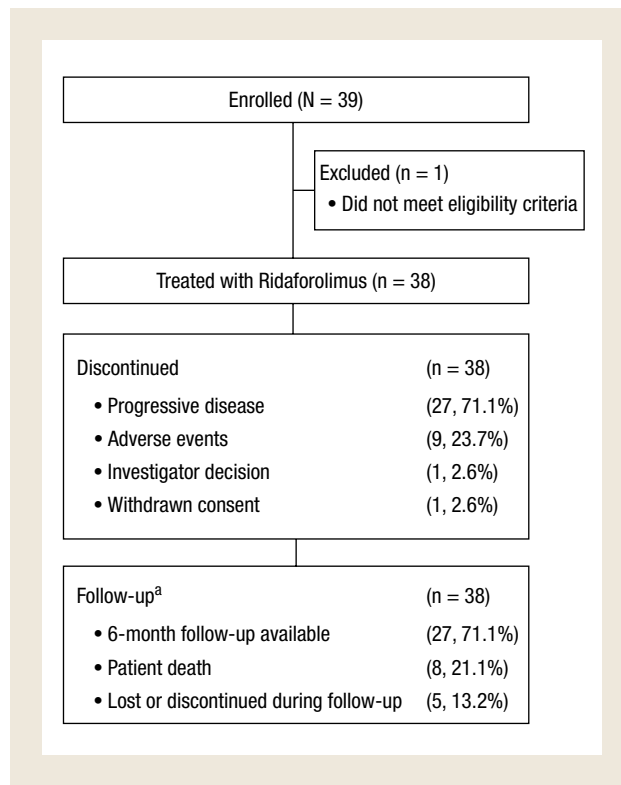 Enrolled (N = 39)
Excluded (n = 1)
• Did not meet eligibility criteria
Treated with Ridaforolimus (n = 38)
Discontinued (n = 38)
• Progressive disease (27, 71.1%)
• Adverse events (9, 23.7%)
• Investigator decision (1, 2.6%)
• Withdrawn consent (1, 2.6%)
Follow-upᵃ (n = 38)
• 6-month follow-up available (27, 71.1%)
• Patient death (8, 21.1%)
• Lost or discontinued during follow-up (5, 13.2%)